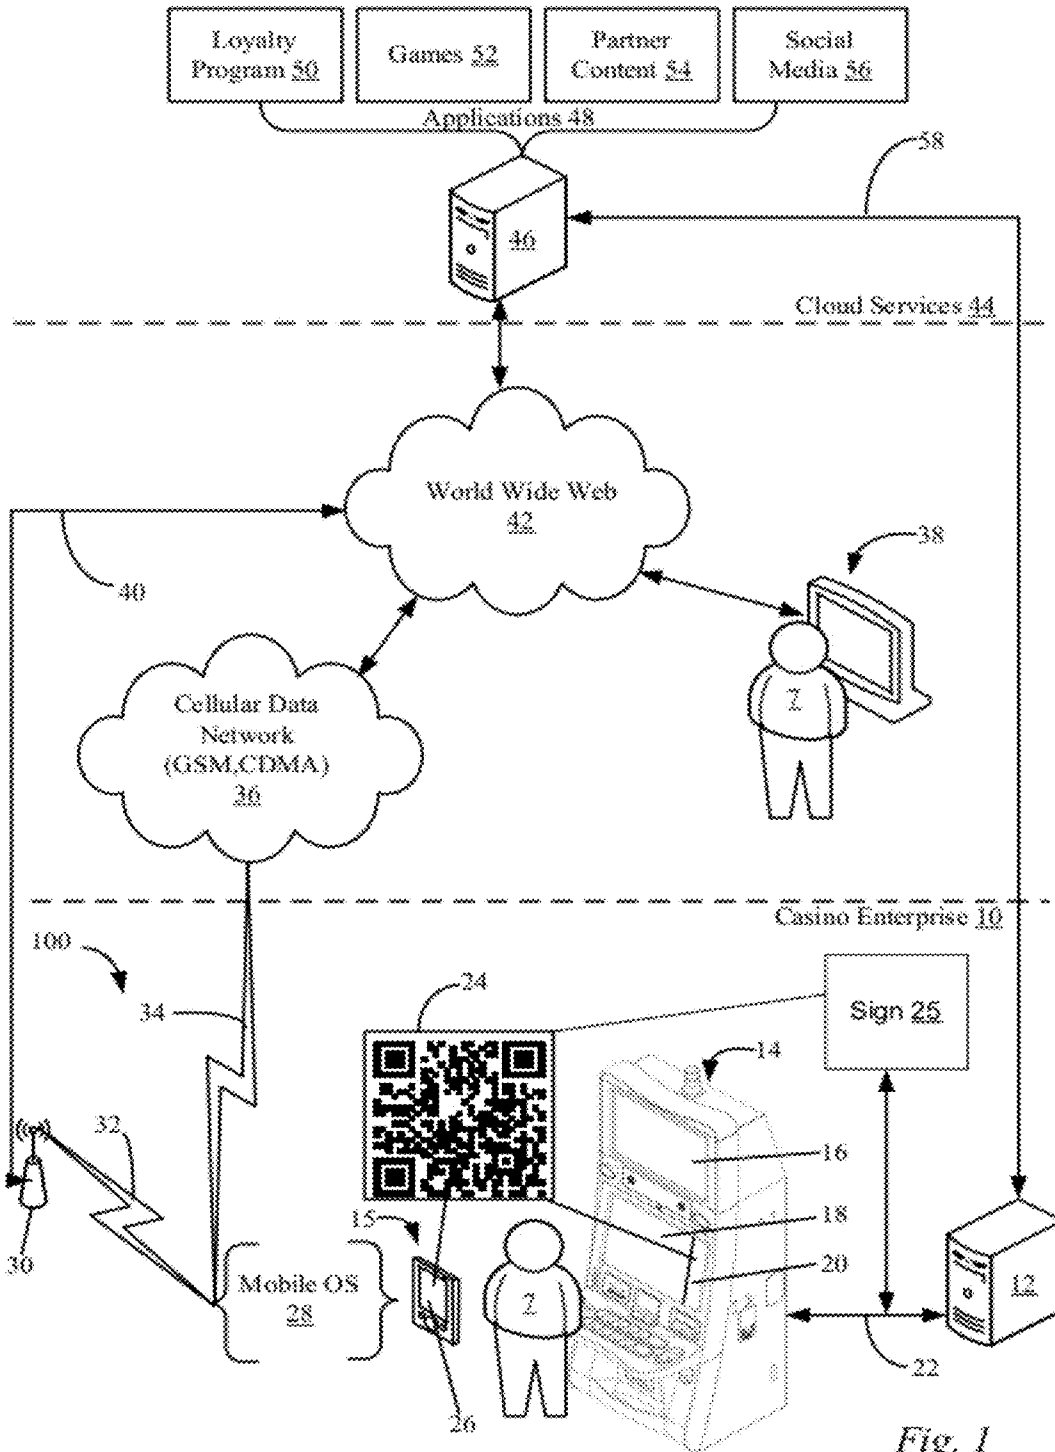 Loyalty
Program 50
Games 52
Partner
Content 54
Social
Media 56
Applications 48
58
46
Cloud Services 44
World Wide Web
42
40
38
7
Cellular Data
Network
(GSM,CDMA)
36
Casino Enterprise 10
100
34
24
Sign 25
14
32
16
15
18
20
30
Mobile OS
28
7
12
22
26
Fig. 1